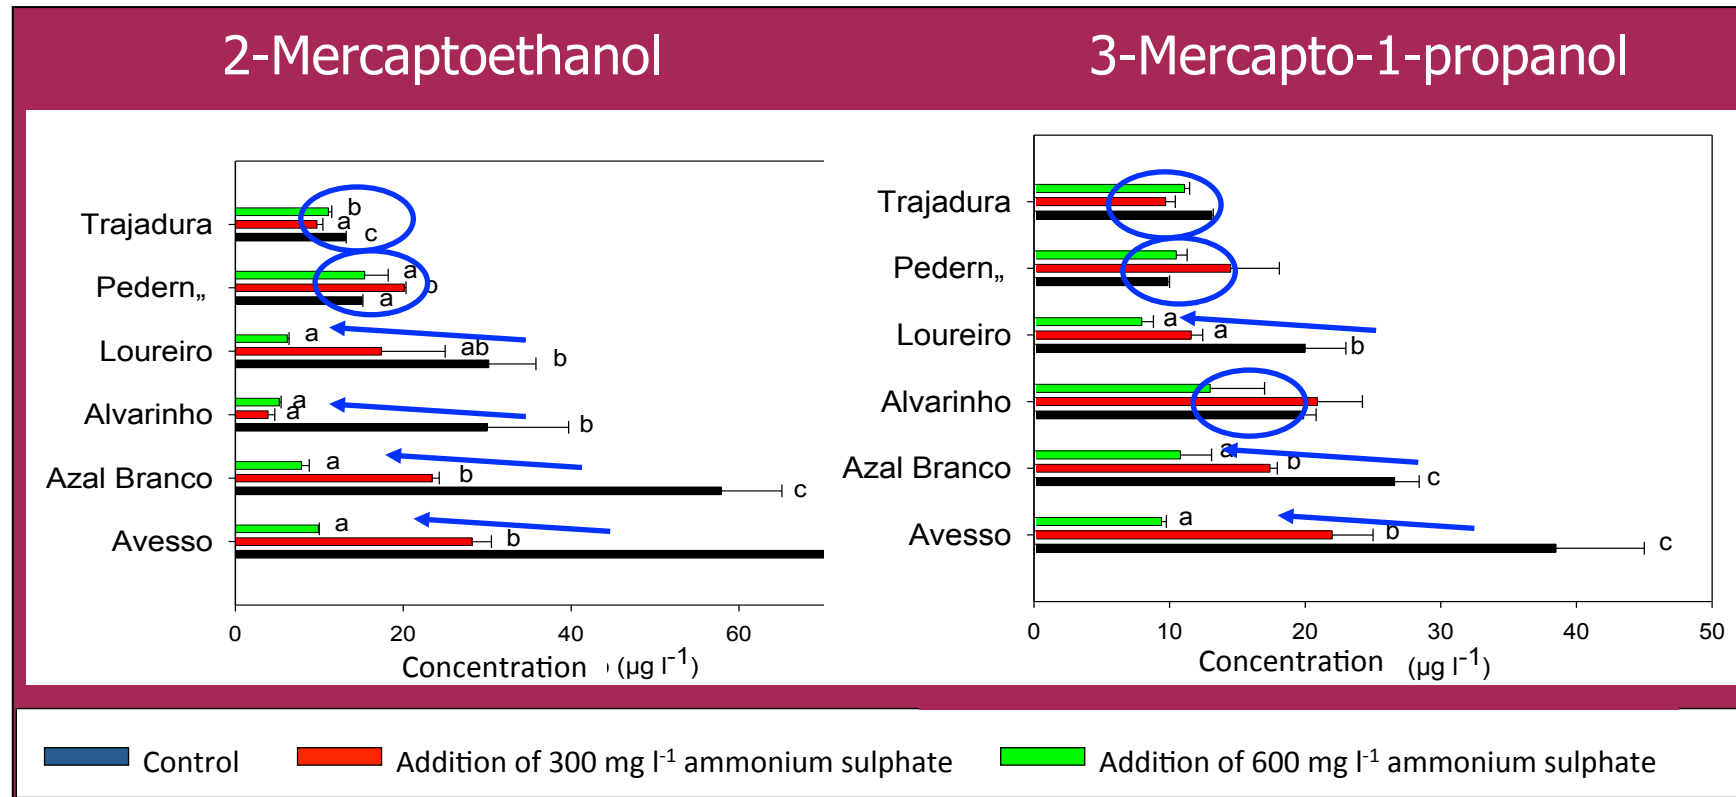 2-Mercaptoethanol
3-Mercapto-1-propanol
Trajadura
b
a
c
Pedern„
a
b
a
Loureiro
a
ab
b
Alvarinho
a
a
b
Azal Branco
a
b
c
Avesso
a
b
0 20 40 60
Concentration (µg l-1)
Trajadura
Pedern„
Loureiro
a
a
b
Alvarinho
Azal Branco
a
b
c
Avesso
a
b
c
0 10 20 30 40 50
Concentration (µg l-1)
Control
Addition of 300 mg l-1 ammonium sulphate
Addition of 600 mg l-1 ammonium sulphate